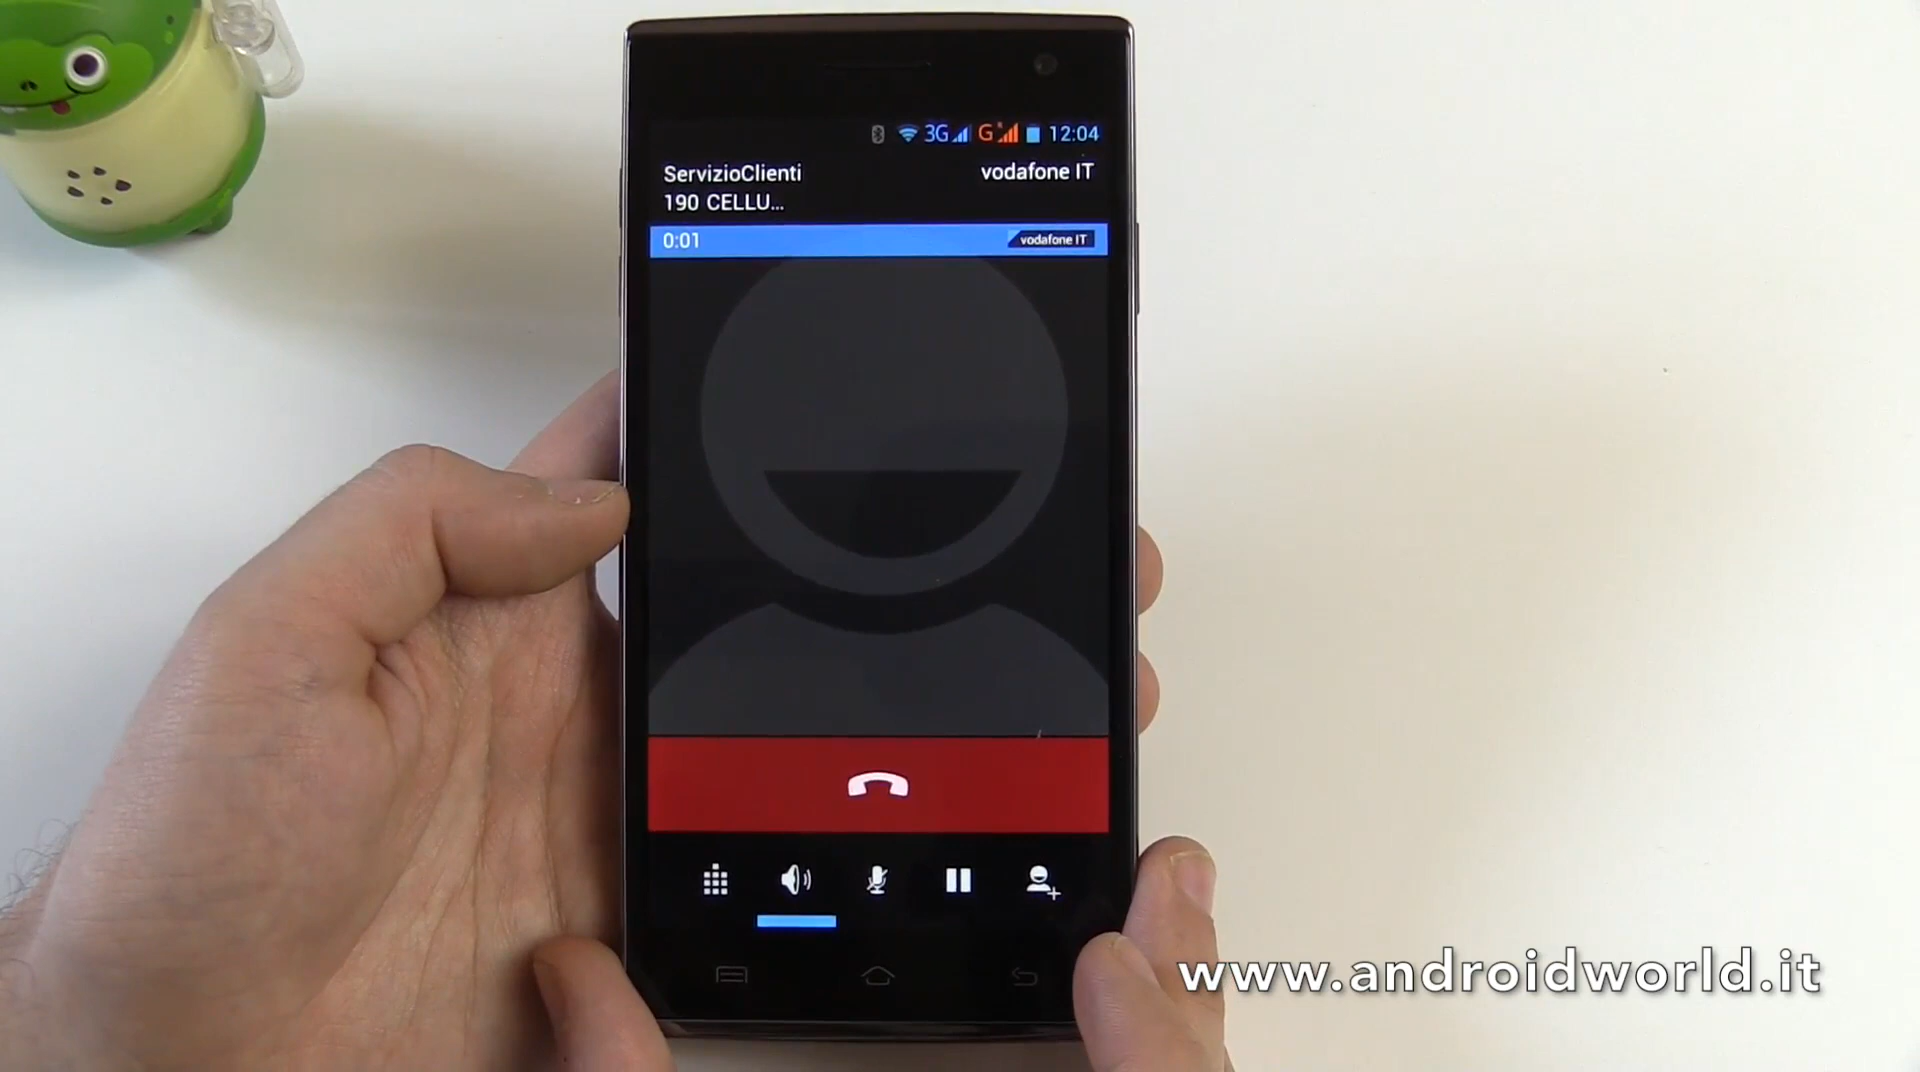 3G G R 12:04
ServizioClienti vodafone IT
190 CELLU...
0:01 vodafone IT
www.androidworld.it